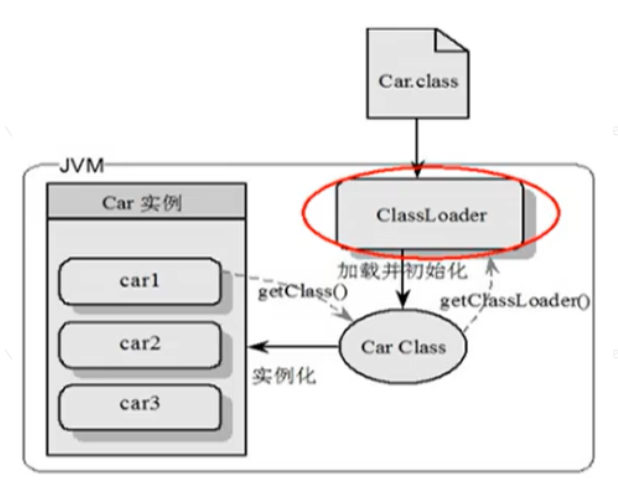 Car.class
JVM
Car 实例
ClassLoader
加载并初始化
car1
getClass()
getClassLoader()
car2
Car Class
实例化
car3